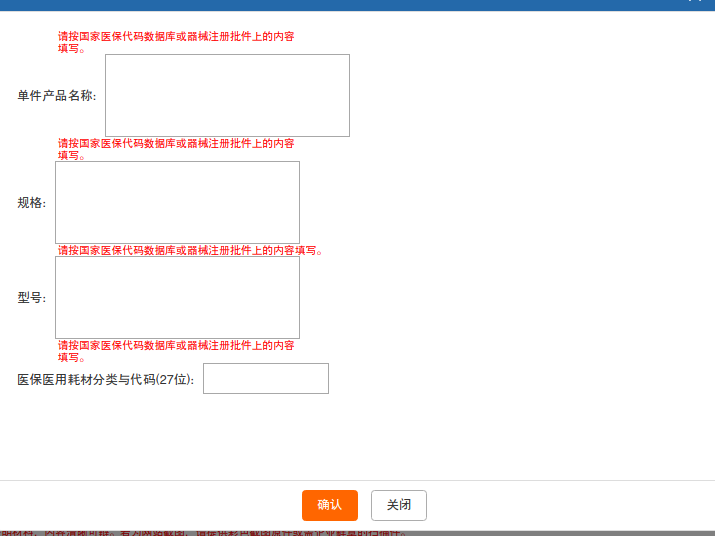 请按国家医保代码数据库或器械注册批件上的内容
填写。
单件产品名称:
请按国家医保代码数据库或器械注册批件上的内容
填写。
规格:
请按国家医保代码数据库或器械注册批件上的内容填写。
型号:
请按国家医保代码数据库或器械注册批件上的内容
填写。
医保医用耗材分类与代码(27位):
确认
关闭